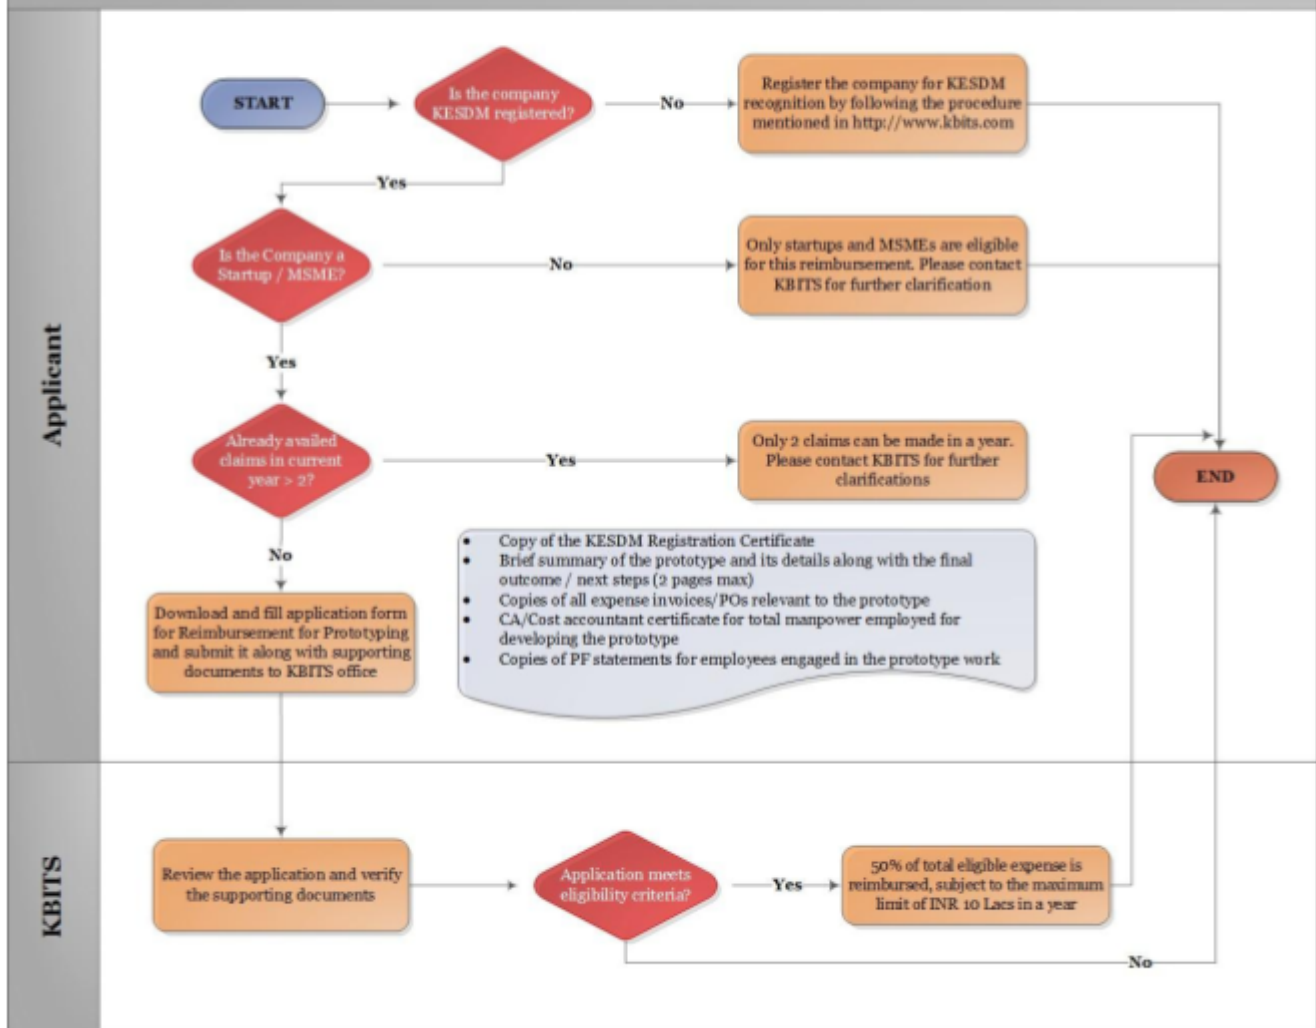 Applicant
START
Is the company
KESDM registered?
No
Register the company for KESDM
recognition by following the procedure
mentioned in http://www.kbits.com
Yes
Is the Company a
Startup / MSME?
No
Only startups and MSMEs are eligible
for this reimbursement. Please contact
KBITS for further clarification
Yes
Already availed
claims in current
year > 2?
Yes
Only 2 claims can be made in a year.
Please contact KBITS for further
clarifications
END
No
Download and fill application form
for Reimbursement for Prototyping
and submit it along with supporting
documents to KBITS office
• Copy of the KESDM Registration Certificate
• Brief summary of the prototype and its details along with the final
outcome / next steps (2 pages max)
• Copies of all expense invoices/POs relevant to the prototype
• CA/Cost accountant certificate for total manpower employed for
developing the prototype
• Copies of PF statements for employees engaged in the prototype work
KBITS
Review the application and verify
the supporting documents
Application meets
eligibility criteria?
Yes
50% of total eligible expense is
reimbursed, subject to the maximum
limit of INR 10 Lacs in a year
No